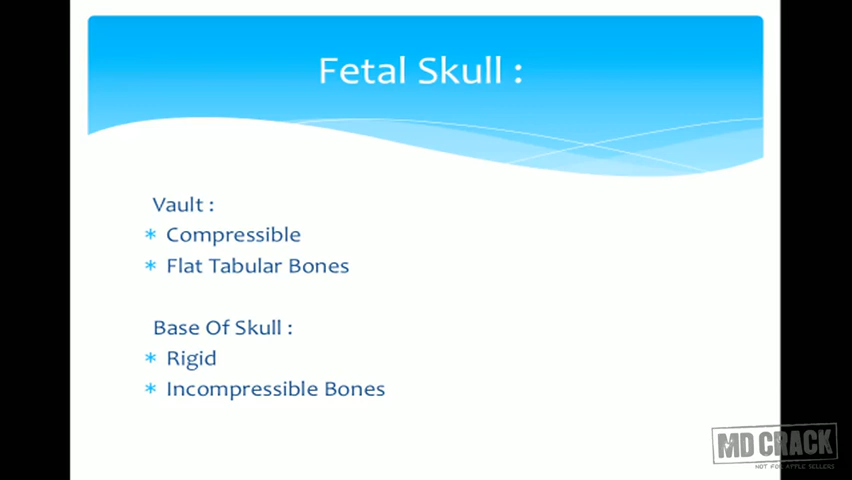 Fetal Skull :
Vault :
* Compressible
* Flat Tabular Bones
Base Of Skull :
* Rigid
* Incompressible Bones
MD CRACK
NOT FOR APPLE SELLERS